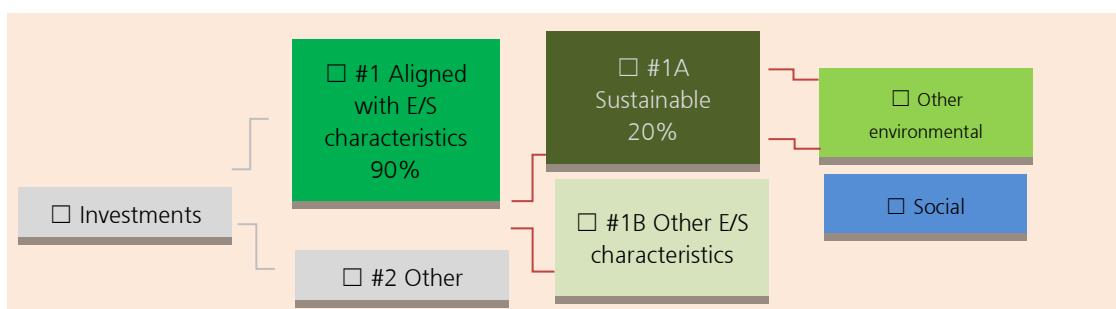 ☐ Investments
☐ #1 Aligned
with E/S
characteristics
90%
☐ #2 Other
☐ #1A
Sustainable
20%
☐ #1B Other E/S
characteristics
☐ Other
environmental
☐ Social